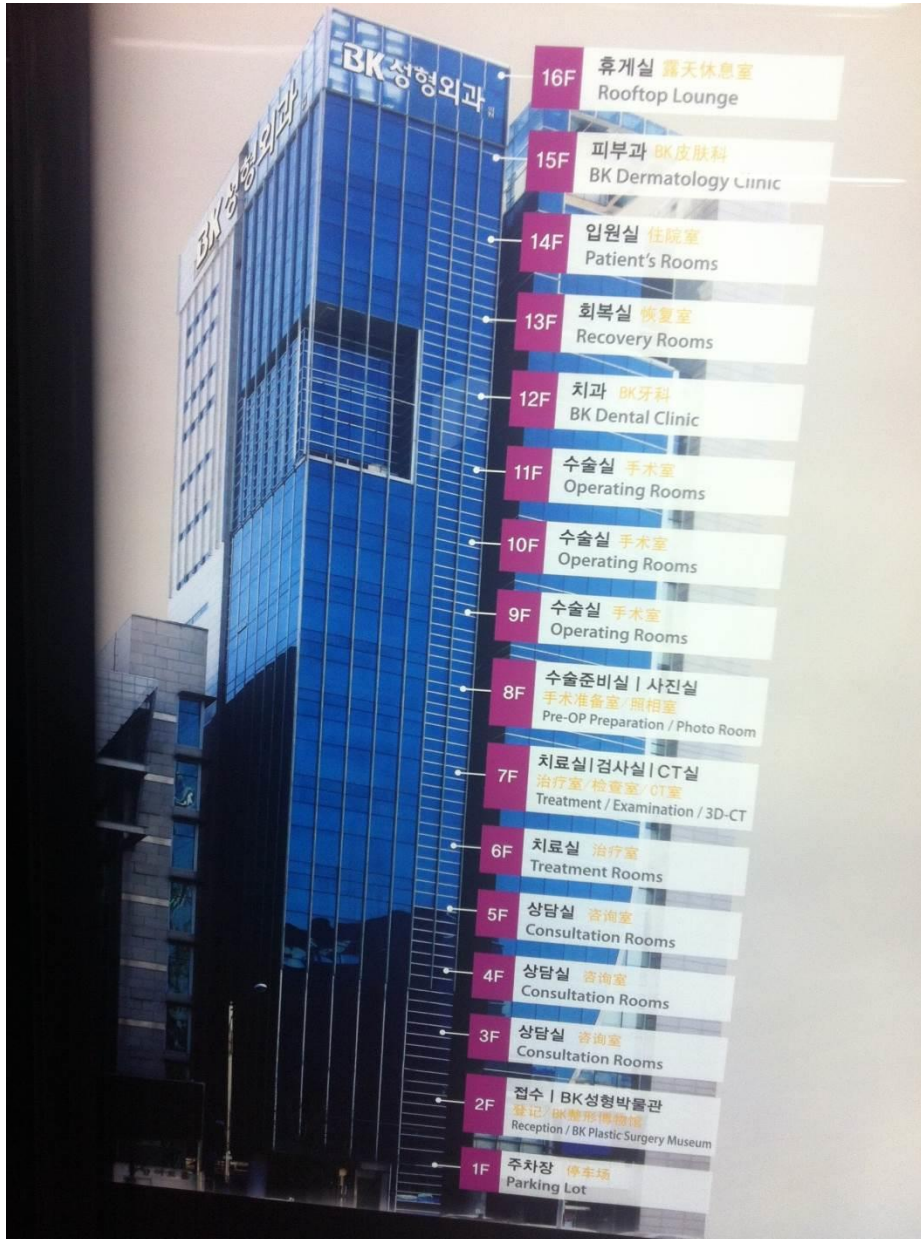 BK성형외과
BK성형외과
16F
휴게실 露天休息室
Rooftop Lounge
15F
피부과 BK皮肤科
BK Dermatology Clinic
14F
입원실 住院室
Patient's Rooms
13F
회복실 恢复室
Recovery Rooms
12F
치과 BK牙科
BK Dental Clinic
11F
수술실 手术室
Operating Rooms
10F
수술실 手术室
Operating Rooms
9F
수술실 手术室
Operating Rooms
8F
수술준비실 | 사진실
手术准备室/照相室
Pre-OP Preparation / Photo Room
7F
치료실|검사실|CT실
治疗室/检查室/CT室
Treatment / Examination / 3D-CT
6F
치료실 治疗室
Treatment Rooms
5F
상담실 咨询室
Consultation Rooms
4F
상담실 咨询室
Consultation Rooms
3F
상담실 咨询室
Consultation Rooms
2F
접수 | BK성형박물관
登记/BK整形博物馆
Reception / BK Plastic Surgery Museum
1F
주차장 停车场
Parking Lot